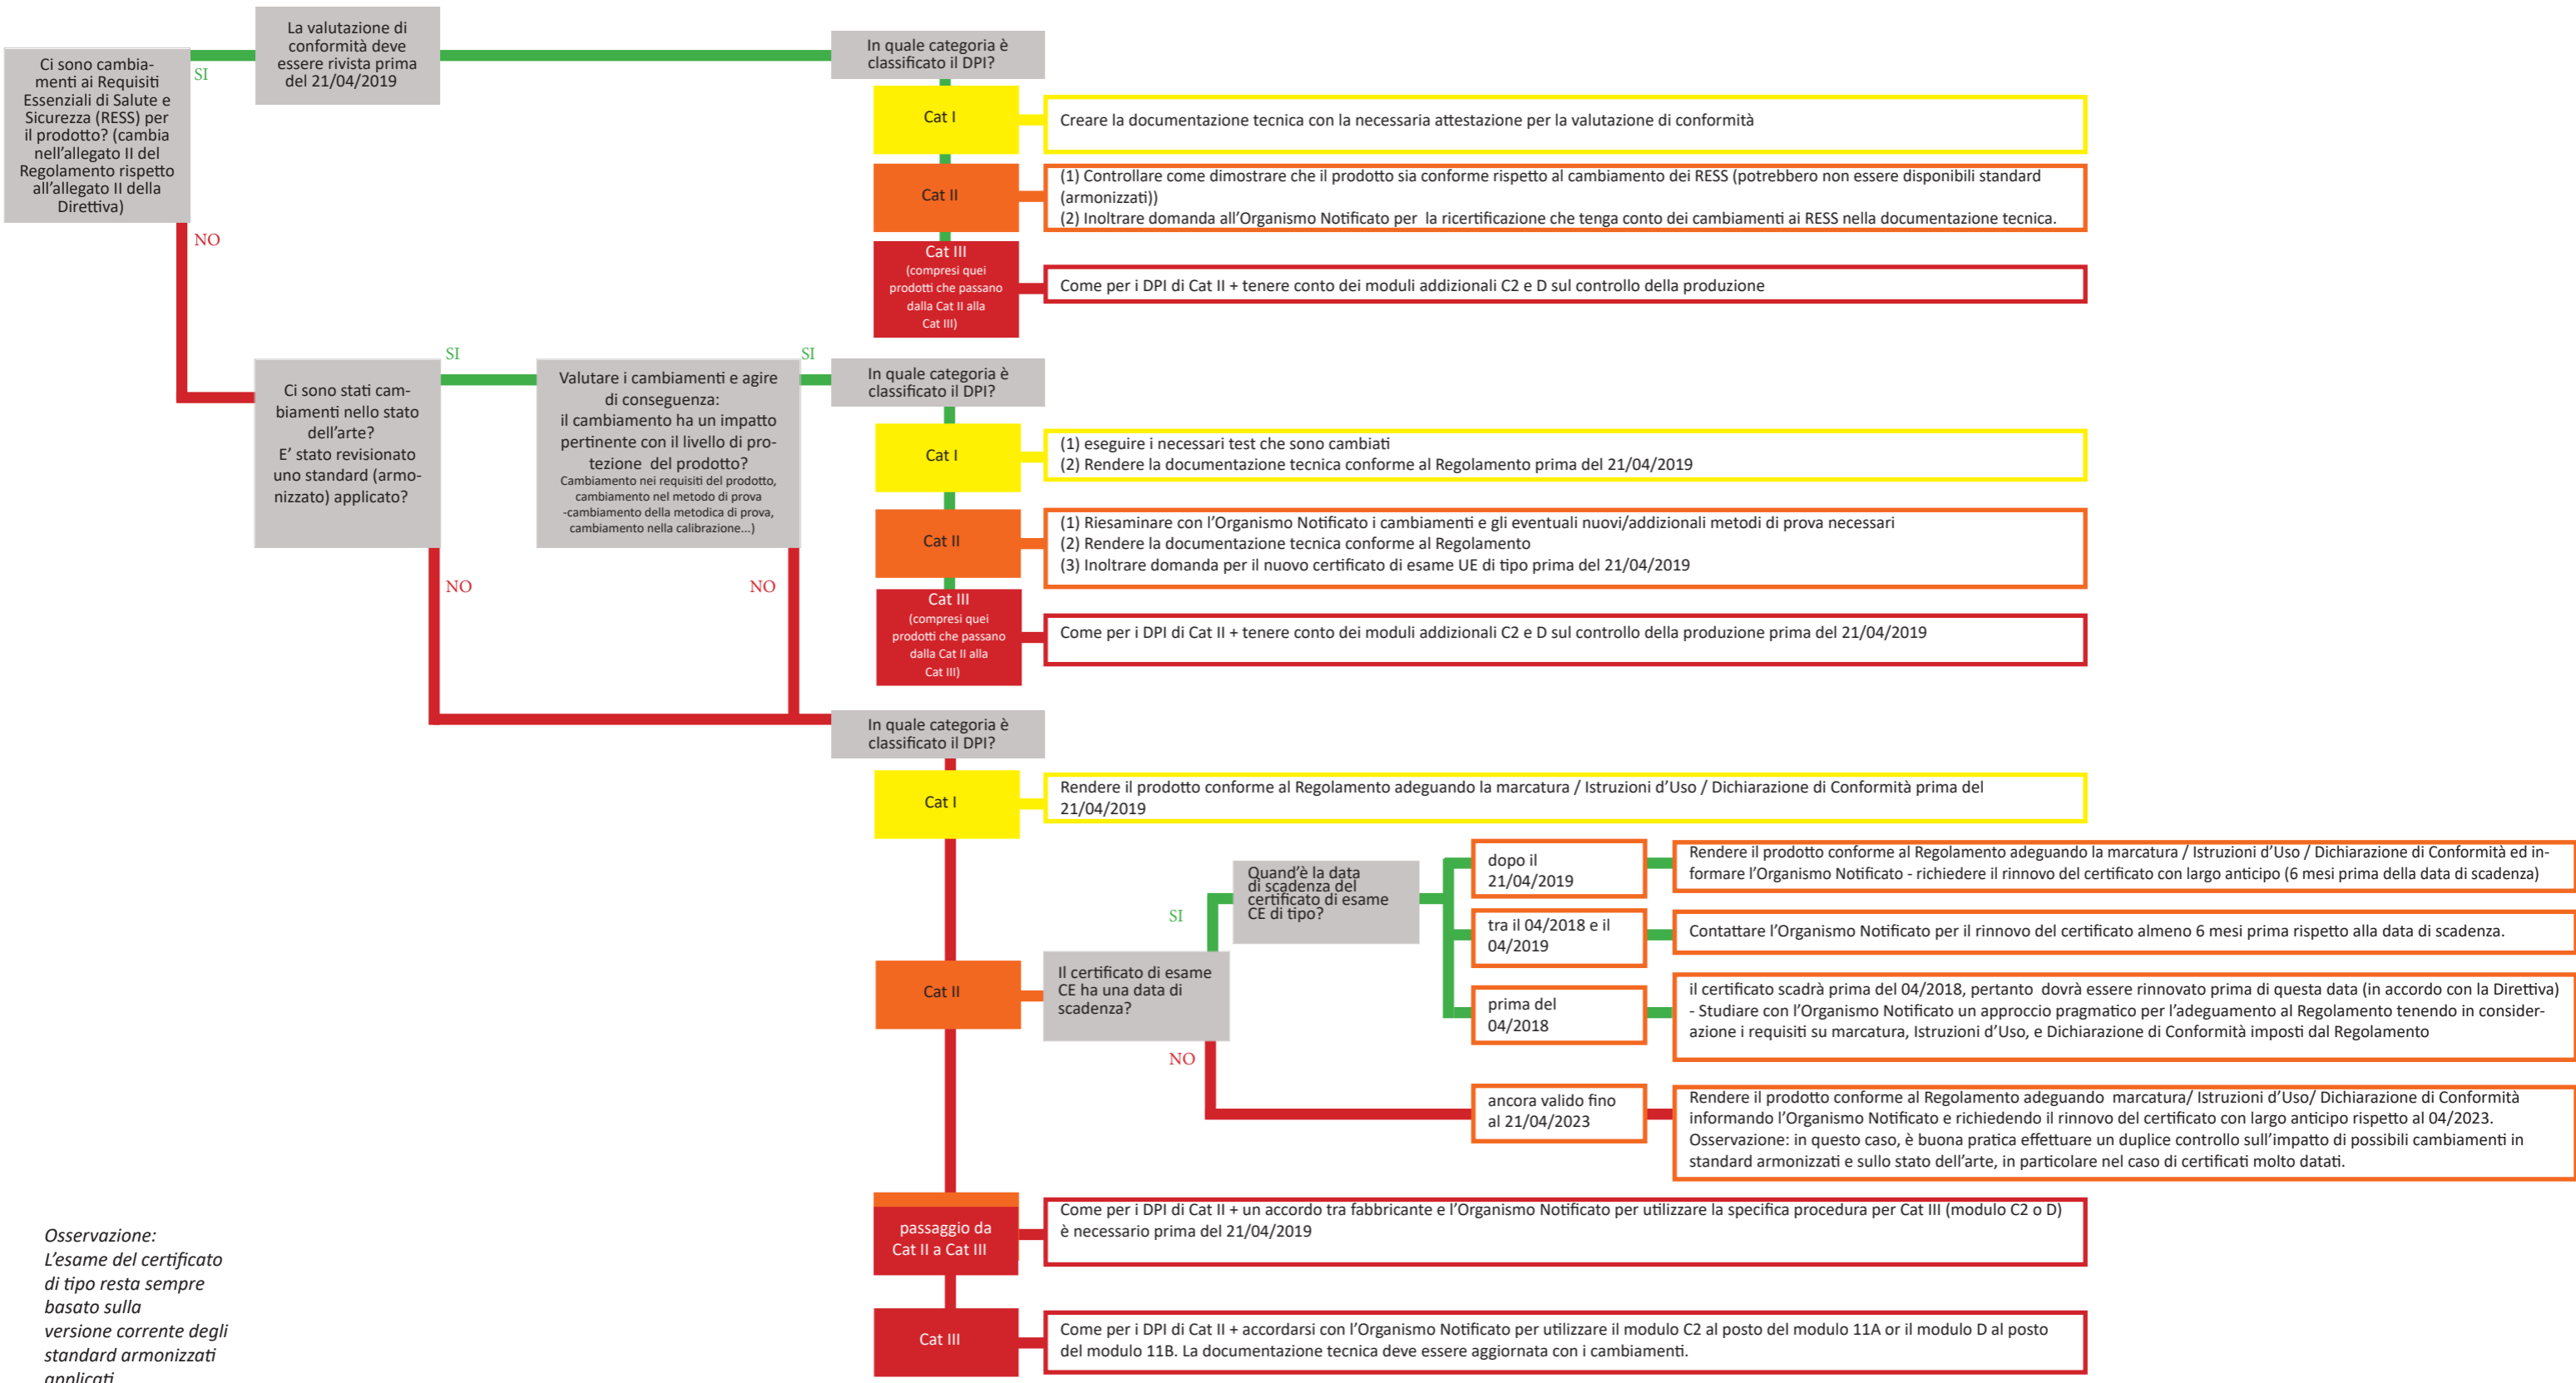 Ci sono cambia-
menti ai Requisiti
Essenziali di Salute e
Sicurezza (RESS) per
il prodotto? (cambia
nell'allegato II del
Regolamento rispetto
all'allegato II della
Direttiva)
SI
La valutazione di
conformità deve
essere rivista prima
del 21/04/2019
In quale categoria è
classificato il DPI?
Cat I
Creare la documentazione tecnica con la necessaria attestazione per la valutazione di conformità
Cat II
(1) Controllare come dimostrare che il prodotto sia conforme rispetto al cambiamento dei RESS (potrebbero non essere disponibili standard
(armonizzati))
(2) Inoltrare domanda all'Organismo Notificato per la ricertificazione che tenga conto dei cambiamenti ai RESS nella documentazione tecnica.
Cat III
(compresi quei
prodotti che passano
dalla Cat II alla
Cat III)
Come per i DPI di Cat II + tenere conto dei moduli addizionali C2 e D sul controllo della produzione
NO
Ci sono stati cam-
biamenti nello stato
dell'arte?
E' stato revisionato
uno standard (armo-
nizzato) applicato?
SI
Valutare i cambiamenti e agire
di conseguenza:
il cambiamento ha un impatto
pertinente con il livello di pro-
tezione del prodotto?
Cambiamento nei requisiti del prodotto,
cambiamento nel metodo di prova
-cambiamento della metodica di prova,
cambiamento nella calibrazione...)
SI
In quale categoria è
classificato il DPI?
Cat I
(1) eseguire i necessari test che sono cambiati
(2) Rendere la documentazione tecnica conforme al Regolamento prima del 21/04/2019
Cat II
(1) Riesaminare con l'Organismo Notificato i cambiamenti e gli eventuali nuovi/addizionali metodi di prova necessari
(2) Rendere la documentazione tecnica conforme al Regolamento
(3) Inoltrare domanda per il nuovo certificato di esame UE di tipo prima del 21/04/2019
Cat III
(compresi quei
prodotti che passano
dalla Cat II alla
Cat III)
Come per i DPI di Cat II + tenere conto dei moduli addizionali C2 e D sul controllo della produzione prima del 21/04/2019
NO
NO
In quale categoria è
classificato il DPI?
Cat I
Rendere il prodotto conforme al Regolamento adeguando la marcatura / Istruzioni d'Uso / Dichiarazione di Conformità prima del
21/04/2019
Cat II
Il certificato di esame
CE ha una data di
scadenza?
SI
Quand'è la data
di scadenza del
certificato di esame
CE di tipo?
dopo il
21/04/2019
Rendere il prodotto conforme al Regolamento adeguando la marcatura / Istruzioni d'Uso / Dichiarazione di Conformità ed in-
formare l'Organismo Notificato - richiedere il rinnovo del certificato con largo anticipo (6 mesi prima della data di scadenza)
tra il 04/2018 e il
04/2019
Contattare l'Organismo Notificato per il rinnovo del certificato almeno 6 mesi prima rispetto alla data di scadenza.
prima del
04/2018
il certificato scadrà prima del 04/2018, pertanto dovrà essere rinnovato prima di questa data (in accordo con la Direttiva)
- Studiare con l'Organismo Notificato un approccio pragmatico per l'adeguamento al Regolamento tenendo in consider-
azione i requisiti su marcatura, Istruzioni d'Uso, e Dichiarazione di Conformità imposti dal Regolamento
NO
ancora valido fino
al 21/04/2023
Rendere il prodotto conforme al Regolamento adeguando marcatura/ Istruzioni d'Uso/ Dichiarazione di Conformità
informando l'Organismo Notificato e richiedendo il rinnovo del certificato con largo anticipo rispetto al 04/2023.
Osservazione: in questo caso, è buona pratica effettuare un duplice controllo sull'impatto di possibili cambiamenti in
standard armonizzati e sullo stato dell'arte, in particolare nel caso di certificati molto datati.
passaggio da
Cat II a Cat III
Come per i DPI di Cat II + un accordo tra fabbricante e l'Organismo Notificato per utilizzare la specifica procedura per Cat III (modulo C2 o D)
è necessario prima del 21/04/2019
Cat III
Come per i DPI di Cat II + accordarsi con l'Organismo Notificato per utilizzare il modulo C2 al posto del modulo 11A or il modulo D al posto
del modulo 11B. La documentazione tecnica deve essere aggiornata con i cambiamenti.
Osservazione:
L'esame del certificato
di tipo resta sempre
basato sulla
versione corrente degli
standard armonizzati
applicati